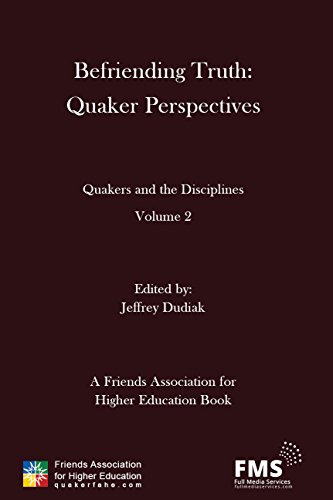 Befriending Truth:
Quaker Perspectives
Quakers and the Disciplines
Volume 2
Edited by:
Jeffrey Dudiak
A Friends Association for
Higher Education Book
Friends Association
for Higher Education
quakerfahe.com
FMS
Full Media Services
fullmediaservices.com